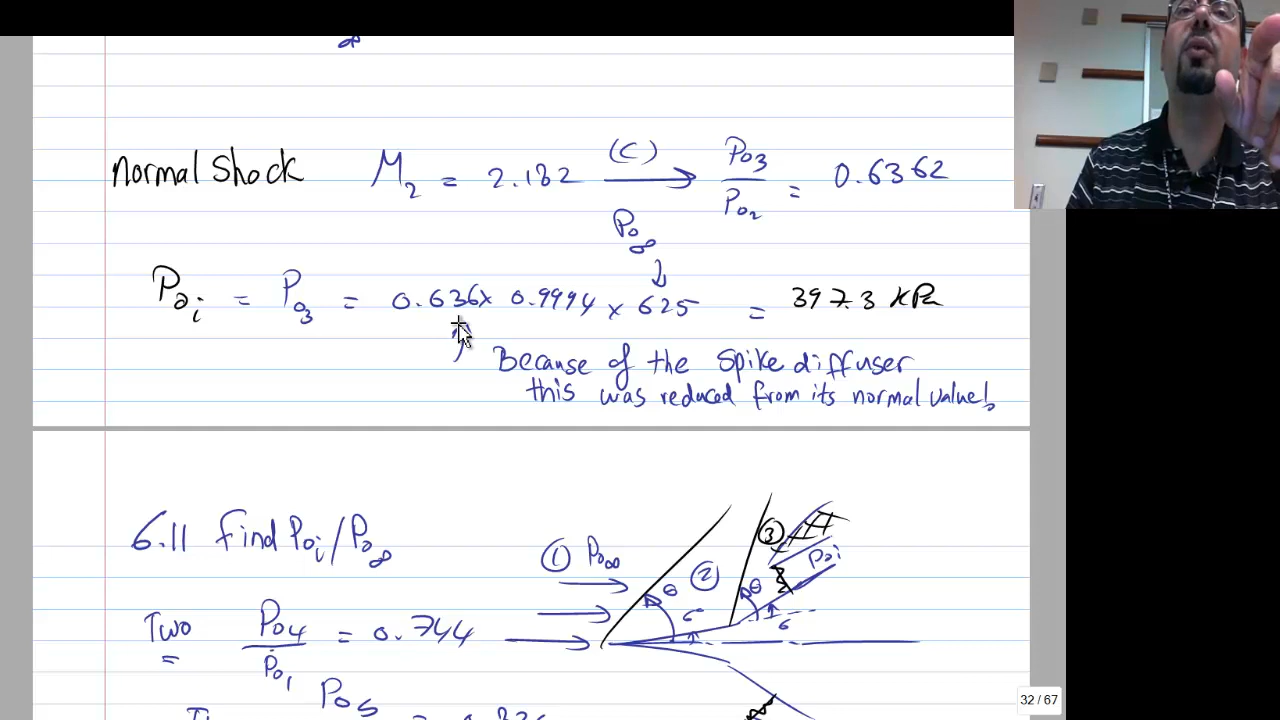 ∞
Normal Shock M2 = 2.182 (C) → Po3/Po2 = 0.6362
Po∞ ↓
Poi = Po3 = 0.636 x 0.9994 x 625 = 397.3 kPa
Because of the Spike diffuser
this was reduced from its normal value!
6.11 find Poi/Po∞
① Po∞ ② ③ Poi
θ δ θ δ
Two Po4/Po1 = 0.744
Po5
32 / 67